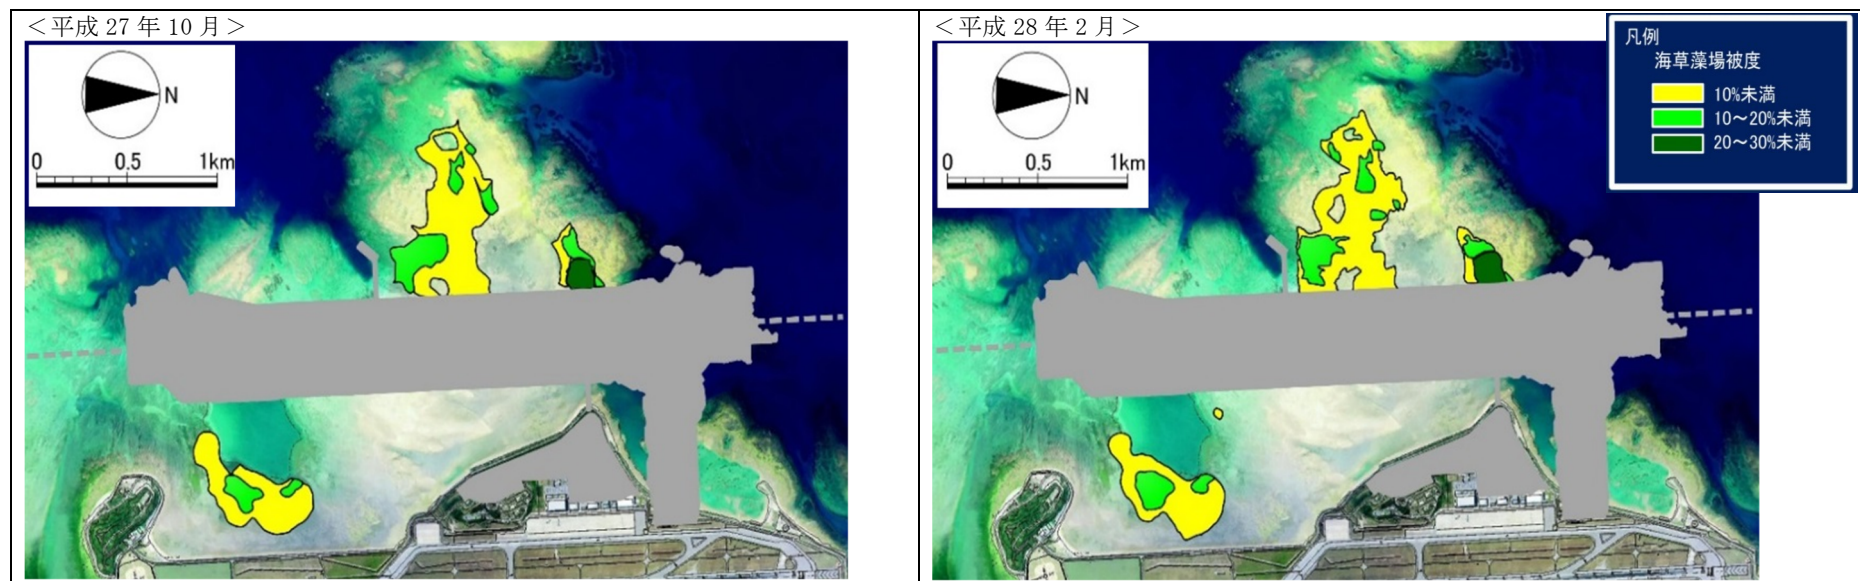 ＜平成 27 年 10 月＞
N
0 0.5 1km
＜平成 28 年 2 月＞
N
0 0.5 1km
凡例
海草藻場被度
10%未満
10～20%未満
20～30%未満